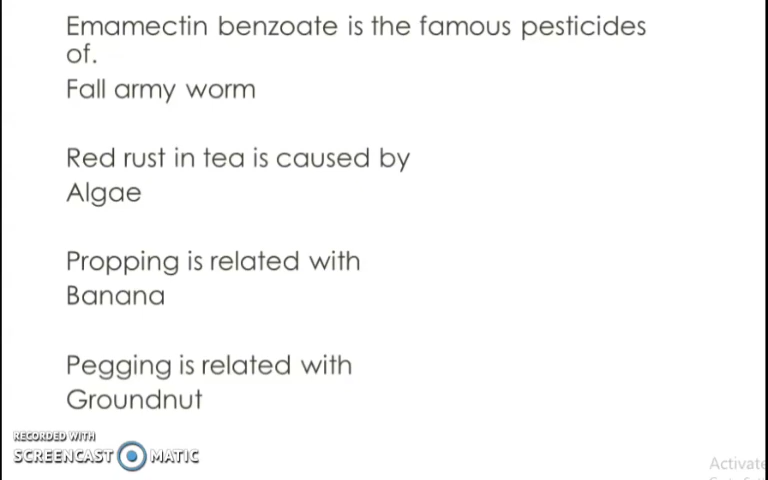 Emamectin benzoate is the famous pesticides
of.
Fall army worm
Red rust in tea is caused by
Algae
Propping is related with
Banana
Pegging is related with
Groundnut
RECORDED WITH
SCREENCAST MATIC
Activate